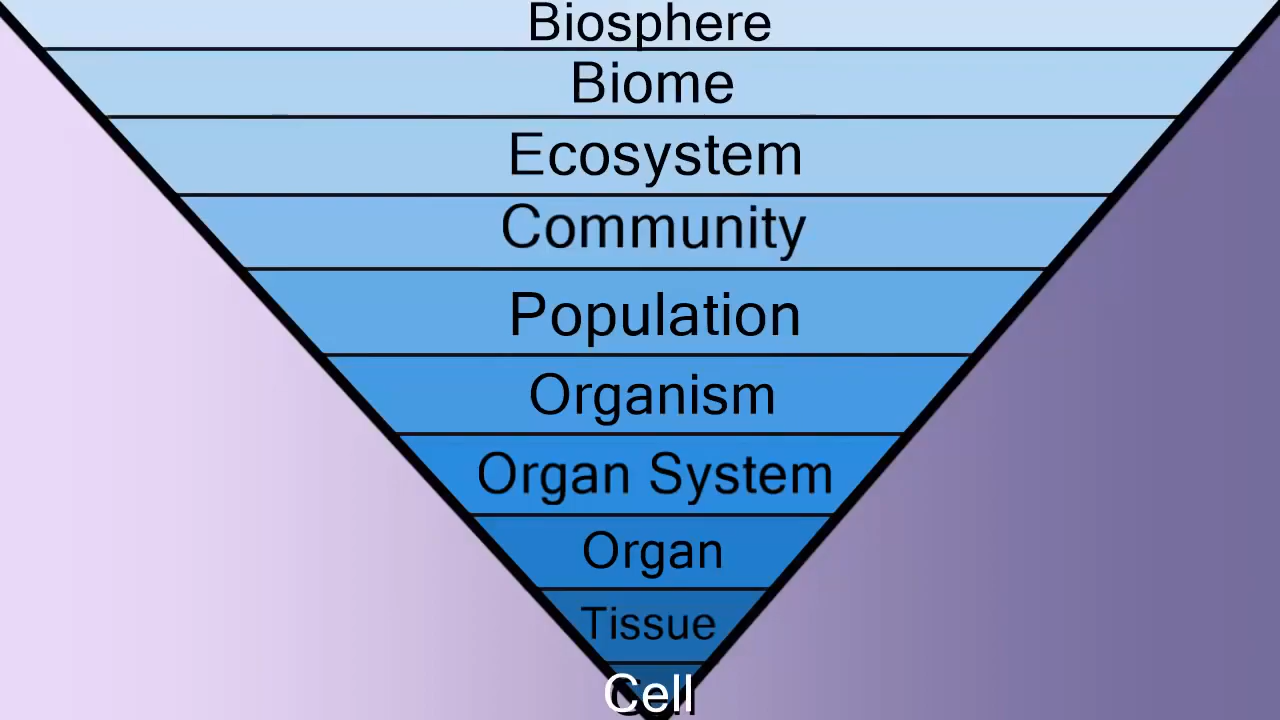 Biosphere
Biome
Ecosystem
Community
Population
Organism
Organ System
Organ
Tissue
Cell